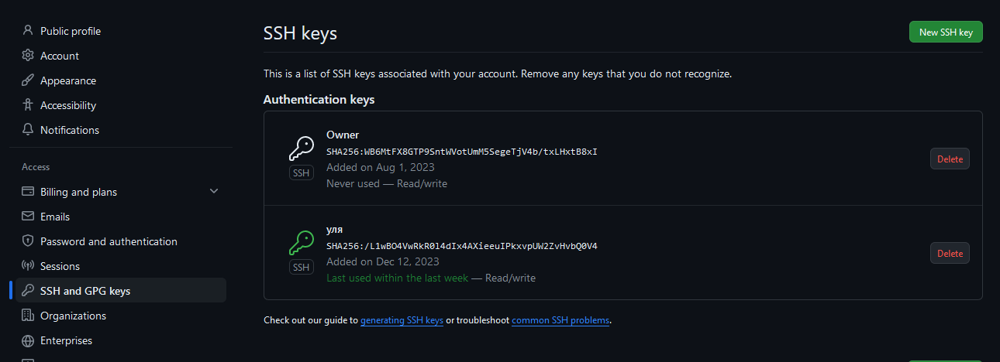 Public profile
Account
Appearance
Accessibility
Notifications
Access
Billing and plans
Emails
Password and authentication
Sessions
SSH and GPG keys
Organizations
Enterprises
SSH keys
New SSH key
This is a list of SSH keys associated with your account. Remove any keys that you do not recognize.
Authentication keys
Owner
SHA256:WB6MtFX8GTP9SntWVotUmM5SegeTjV4b/txLHxtB8xI
Added on Aug 1, 2023
Never used — Read/write
SSH
Delete
уля
SHA256:/L1wBO4VwRkR0l4dIx4AXieeuIPkxvpUW2ZvHvbQ0V4
Added on Dec 12, 2023
Last used within the last week — Read/write
SSH
Delete
Check out our guide to generating SSH keys or troubleshoot common SSH problems.